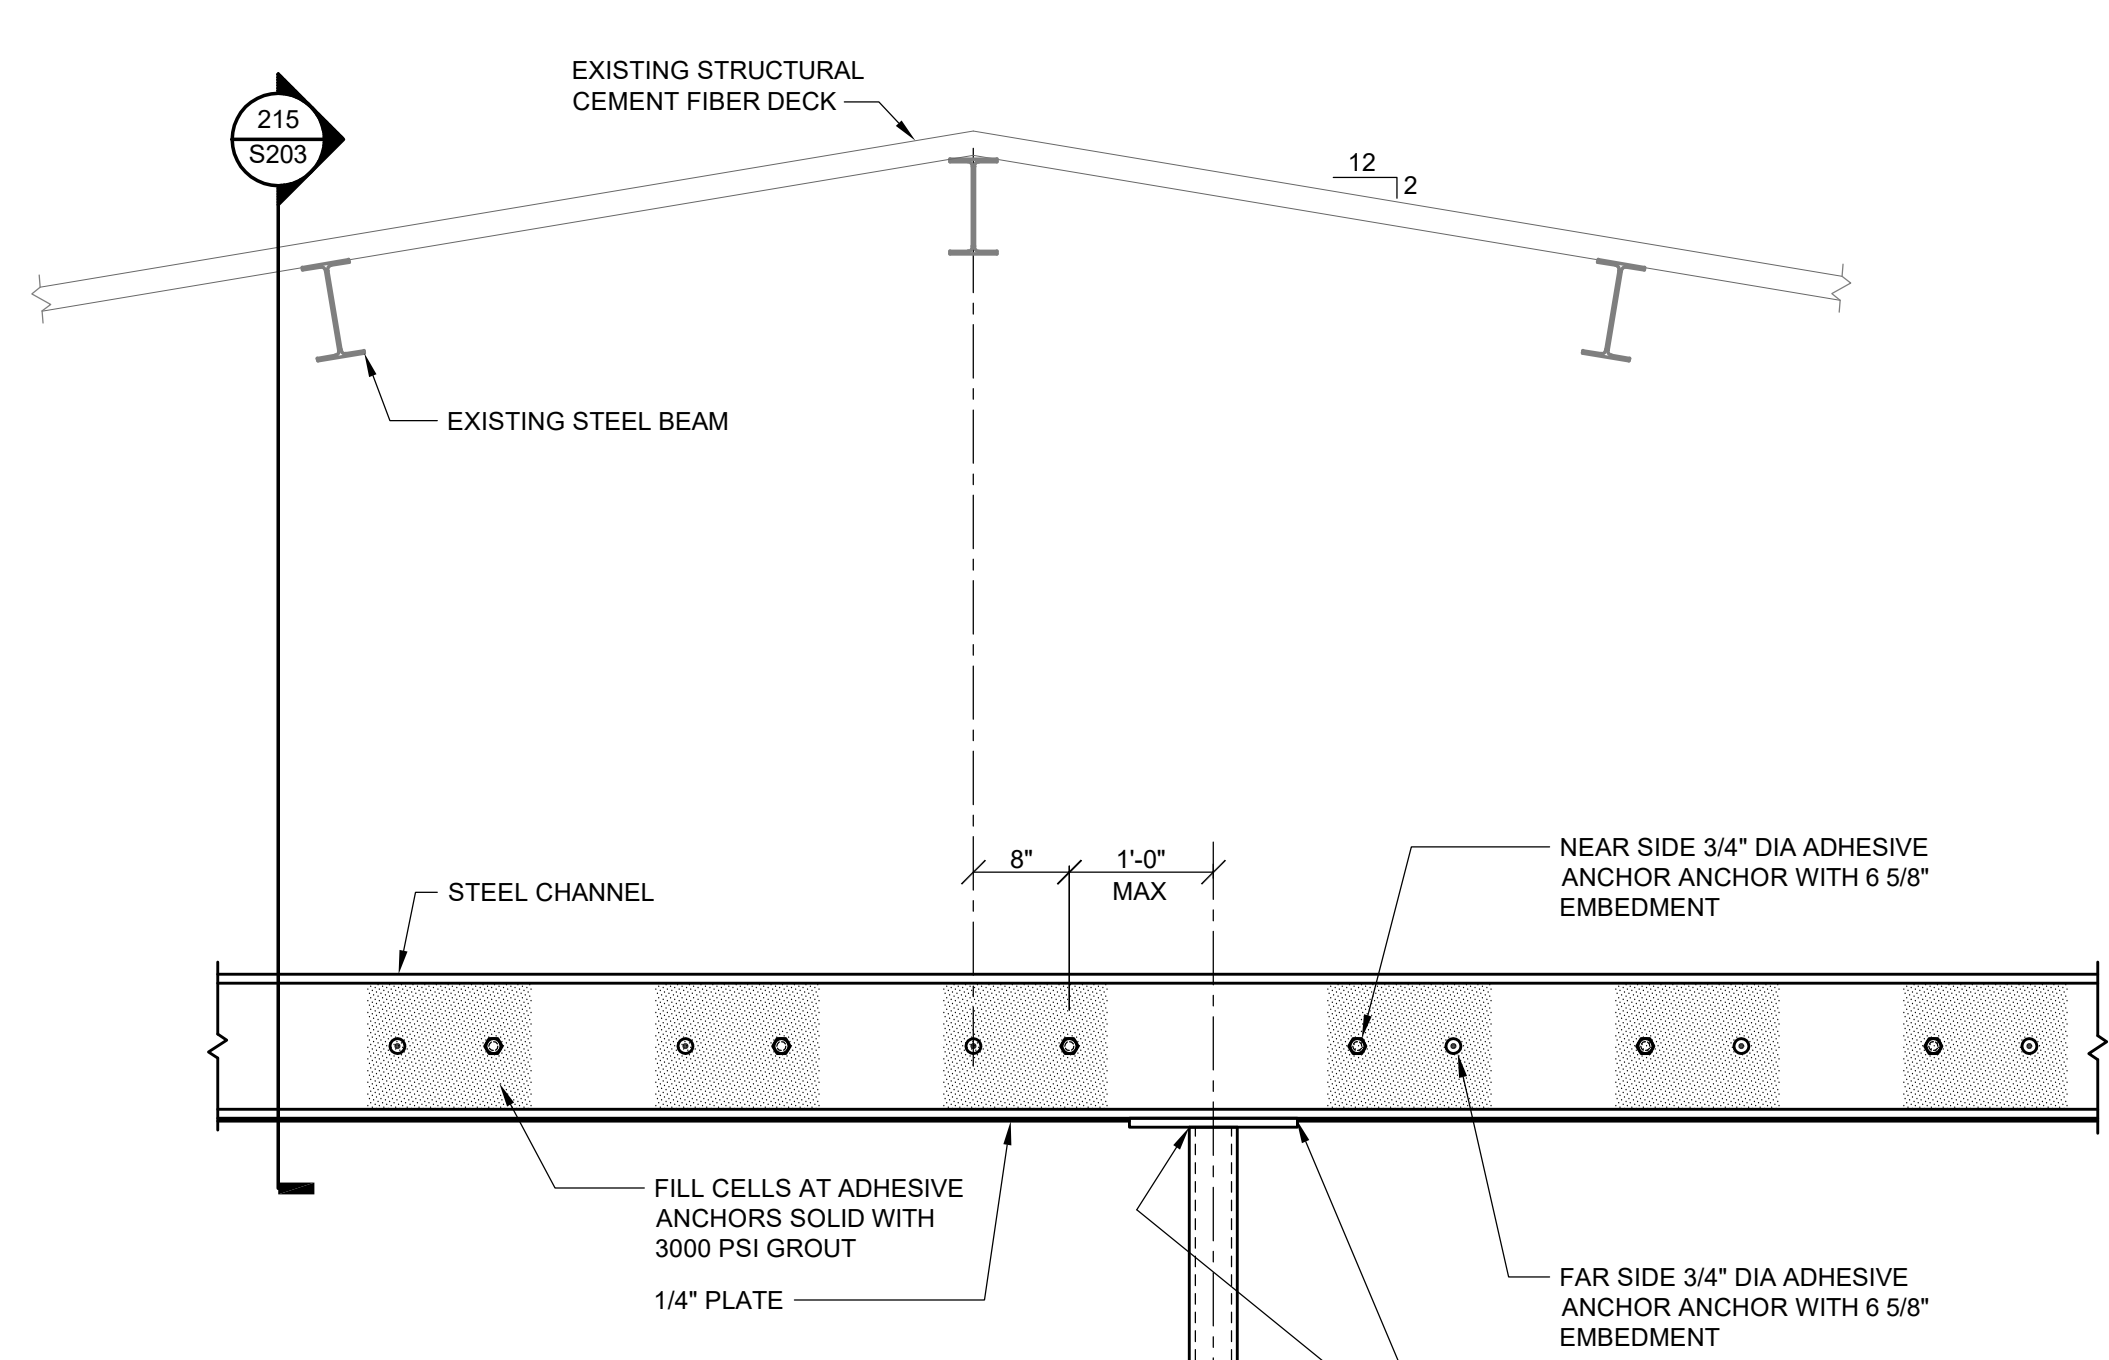 EXISTING STRUCTURAL
CEMENT FIBER DECK
215
S203
12
2
EXISTING STEEL BEAM
8"
1'-0"
MAX
NEAR SIDE 3/4" DIA ADHESIVE
ANCHOR ANCHOR WITH 6 5/8"
EMBEDMENT
STEEL CHANNEL
FILL CELLS AT ADHESIVE
ANCHORS SOLID WITH
3000 PSI GROUT
1/4" PLATE
FAR SIDE 3/4" DIA ADHESIVE
ANCHOR ANCHOR WITH 6 5/8"
EMBEDMENT